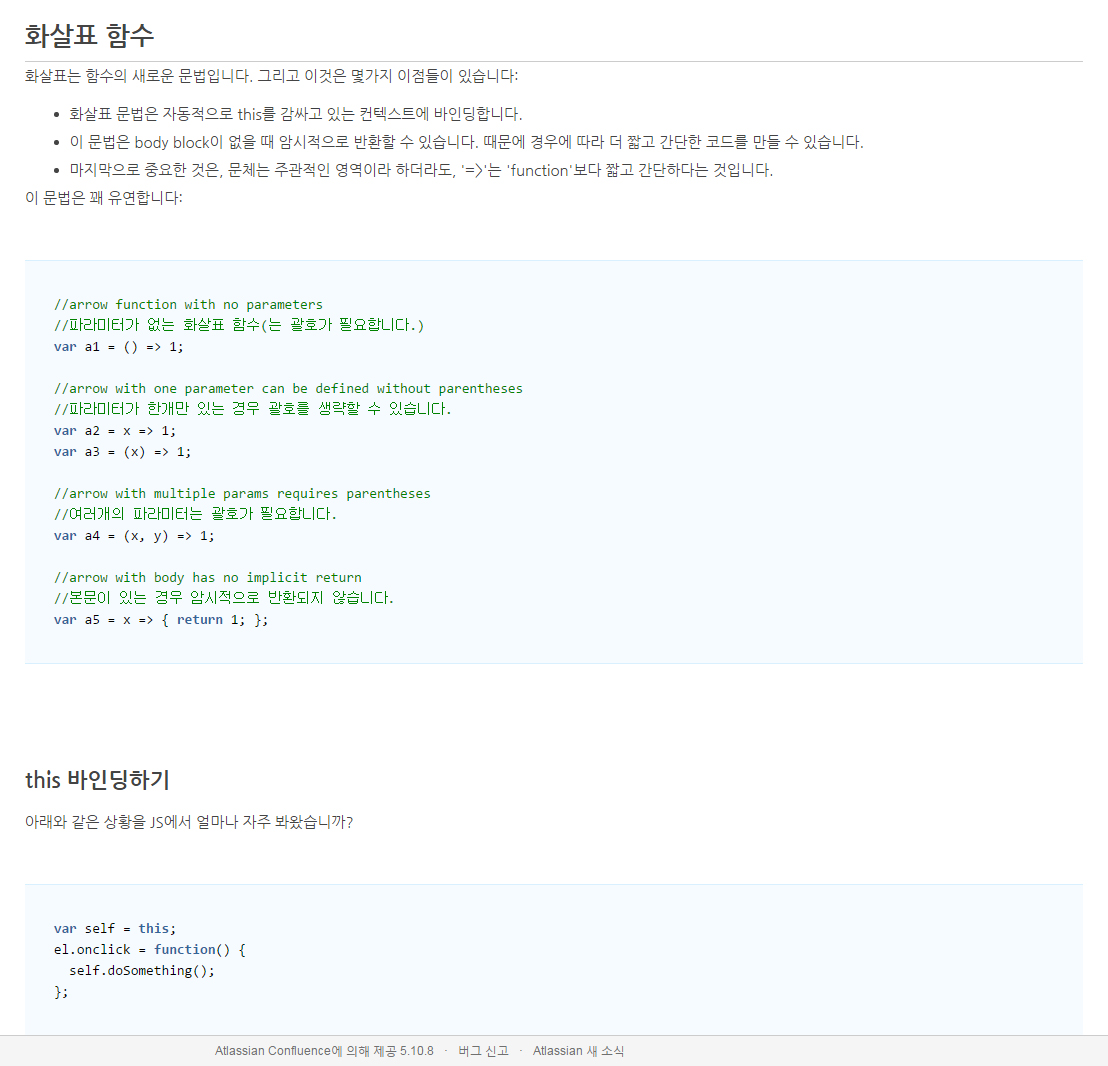 화살표 함수
화살표는 함수의 새로운 문법입니다. 그리고 이것은 몇가지 이점들이 있습니다:
• 화살표 문법은 자동적으로 this를 감싸고 있는 컨텍스트에 바인딩합니다.
• 이 문법은 body block이 없을 때 암시적으로 반환할 수 있습니다. 때문에 경우에 따라 더 짧고 간단한 코드를 만들 수 있습니다.
• 마지막으로 중요한 것은, 문체는 주관적인 영역이라 하더라도, '=>'는 'function'보다 짧고 간단하다는 것입니다.
이 문법은 꽤 유연합니다:
//arrow function with no parameters
//파라미터가 없는 화살표 함수(는 괄호가 필요합니다.)
var a1 = () => 1;
//arrow with one parameter can be defined without parentheses
//파라미터가 한개만 있는 경우 괄호를 생략할 수 있습니다.
var a2 = x => 1;
var a3 = (x) => 1;
//arrow with multiple params requires parentheses
//여러개의 파라미터는 괄호가 필요합니다.
var a4 = (x, y) => 1;
//arrow with body has no implicit return
//본문이 있는 경우 암시적으로 반환되지 않습니다.
var a5 = x => { return 1; };
this 바인딩하기
아래와 같은 상황을 JS에서 얼마나 자주 봐왔습니까?
var self = this;
el.onclick = function() {
  self.doSomething();
};
Atlassian Confluence에 의해 제공 5.10.8 · 버그 신고 · Atlassian 새 소식